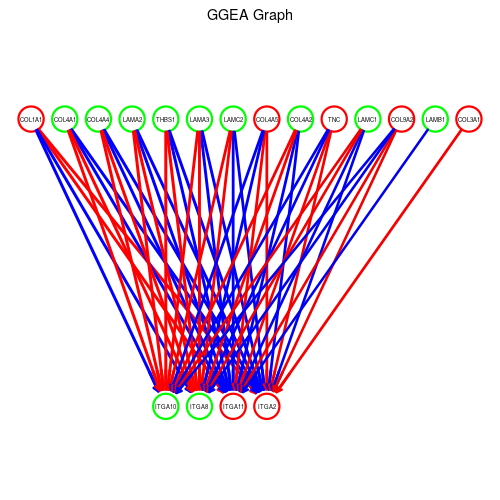 GGEA Graph
COL1A1 COL4A1 COL4A4 LAMA2 THBS1 LAMA3 LAMC2 COL4A5 COL4A2 TNC LAMC1 COL9A2 LAMB1 COL3A1
ITGA10 ITGA8 ITGA11 ITGA2